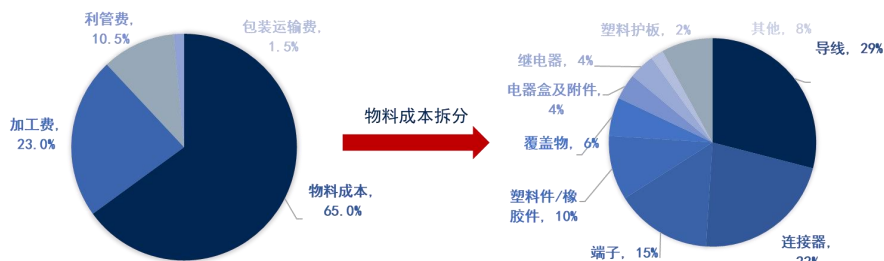 利管费,
10.5%
包装运输费,
1.5%
加工费,
23.0%
物料成本,
65.0%
物料成本拆分
塑料护板, 2%
其他, 8%
导线, 29%
继电器, 4%
电器盒及附件,
4%
覆盖物, 6%
塑料件/橡
胶件, 10%
端子, 15%
连接器,